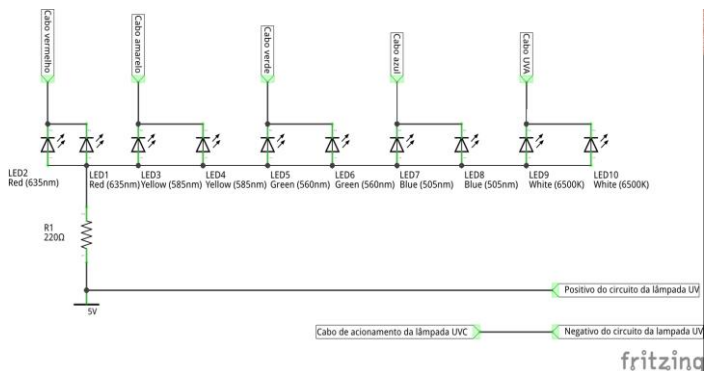 Cabo vermelho
Cabo amarelo
Cabo verde
Cabo azul
Cabo UVA
LED2
Red (635nm)
LED1
Red (635nm)
LED3
Yellow (585nm)
LED4
Yellow (585nm)
LED5
Green (560nm)
LED6
Green (560nm)
LED7
Blue (505nm)
LED8
Blue (505nm)
LED9
White (6500K)
LED10
White (6500K)
R1
220Ω
Positivo do circuito da lâmpada UV
5V
Cabo de acionamento da lâmpada UVC
Negativo do circuito da lampada UV
fritzing